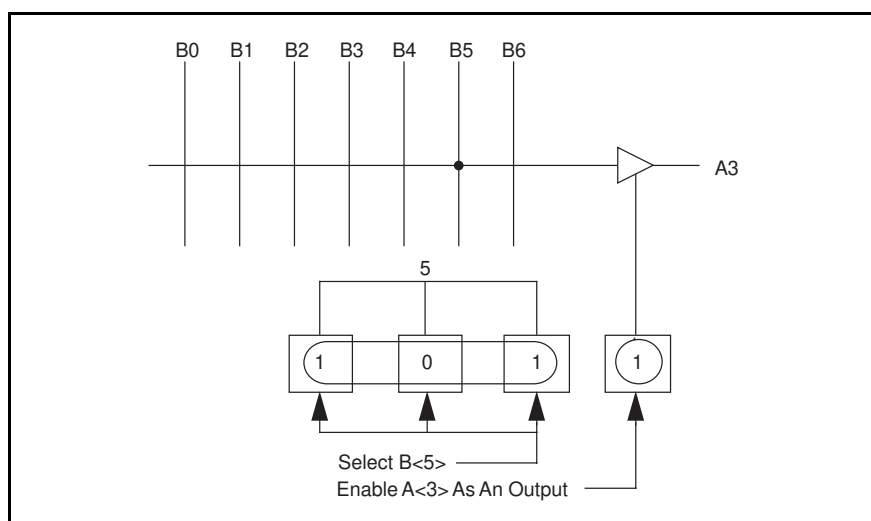 B0 B1 B2 B3 B4 B5 B6
A3
5
1 0 1 1
Select B<5>
Enable A<3> As An Output